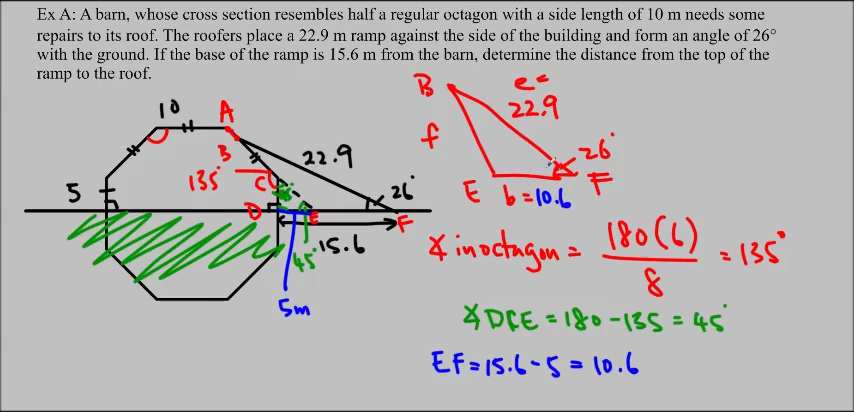 Ex A: A barn, whose cross section resembles half a regular octagon with a side length of 10 m needs some
repairs to its roof. The roofers place a 22.9 m ramp against the side of the building and form an angle of 26°
with the ground. If the base of the ramp is 15.6 m from the barn, determine the distance from the top of the
ramp to the roof.
10
A
B
135°
C
22.9
5
26°
D
E
F
45°
15.6
5m
B
e=
22.9
f
26°
E
b=10.6
F
∡ in octagon = 180(6)/8 = 135°
∡DCE = 180-135 = 45°
EF = 15.6-5 = 10.6